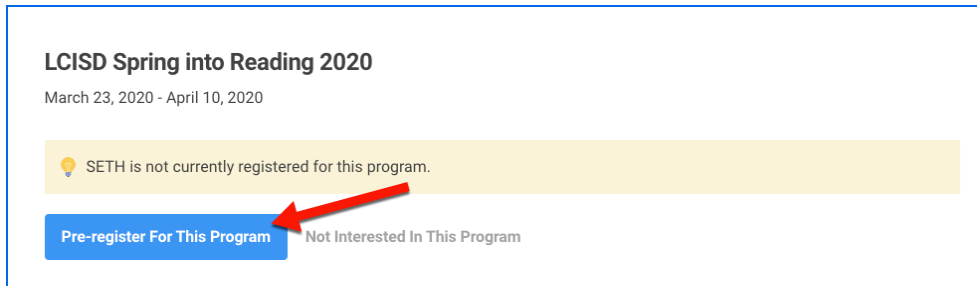 LCISD Spring into Reading 2020
March 23, 2020 - April 10, 2020
SETH is not currently registered for this program.
Pre-register For This Program Not Interested In This Program